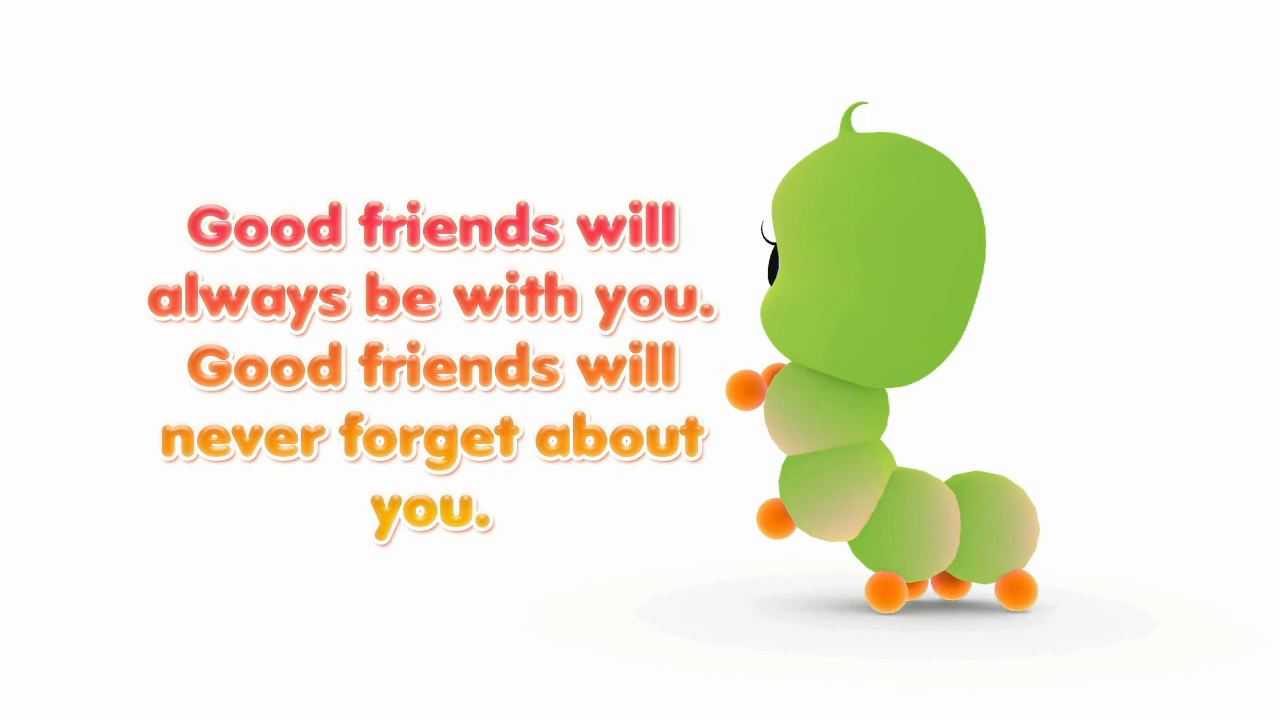 Good friends will
always be with you.
Good friends will
never forget about
you.